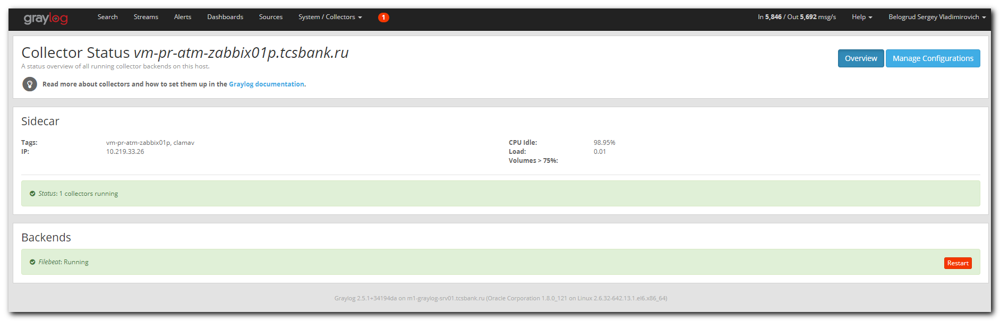 graylog Search Streams Alerts Dashboards Sources System / Collectors 1 In 5,846 / Out 5,692 msg/s Help Belogrud Sergey Vladimirovich
Collector Status vm-pr-atm-zabbix01p.tcsbank.ru
Overview Manage Configurations
A status overview of all running collector backends on this host.
Read more about collectors and how to set them up in the Graylog documentation.
Sidecar
Tags: vm-pr-atm-zabbix01p, clamav CPU Idle: 98.95%
IP: 10.219.33.26 Load: 0.01
Volumes > 75%:
Status: 1 collectors running
Backends
Filebeat: Running Restart
Graylog 2.5.1+34194da on m1-graylog-srv01.tcsbank.ru (Oracle Corporation 1.8.0_121 on Linux 2.6.32-642.13.1.el6.x86_64)